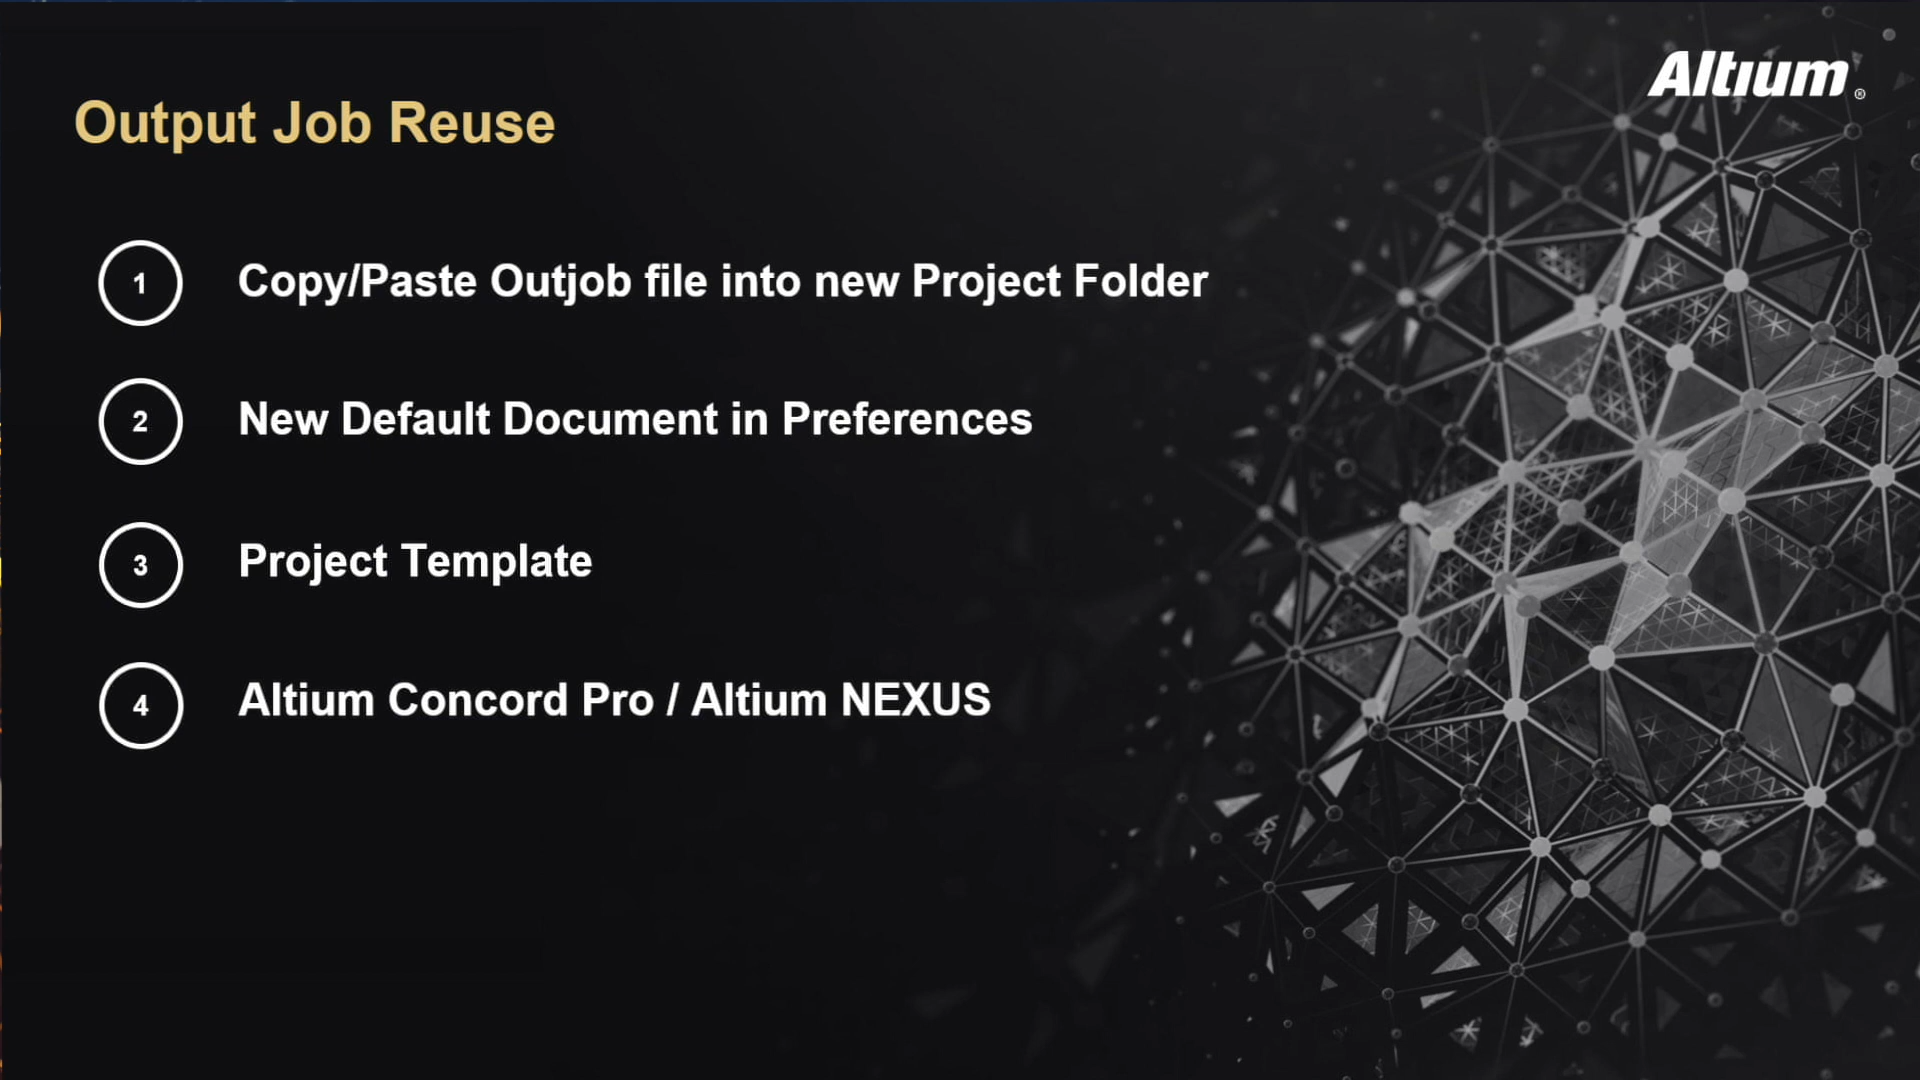 Altium®
Output Job Reuse
1 Copy/Paste Outjob file into new Project Folder
2 New Default Document in Preferences
3 Project Template
4 Altium Concord Pro / Altium NEXUS